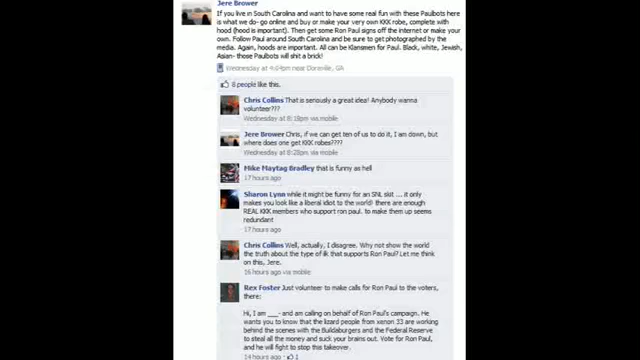 Jere Brower
If you live in South Carolina and want to have some real fun with these Paulbots here
is what we do- go online and buy or make your very own KKK robe, complete with
hood (hood is important). Then get some Ron Paul signs off the internet or make your
own. Follow Paul around South Carolina and be sure to get photographed by the
media. Again, hoods are important. All can be Klansmen for Paul. Black, white, Jewish,
Asian- those Paulbots will shit a brick!
Wednesday at 4:04pm near Doraville, GA
8 people like this.
Chris Collins That is seriously a great idea! Anybody wanna
volunteer???
Wednesday at 8:18pm via mobile
Jere Brower Chris, if we can get ten of us to do it, I am down, but
where does one get KKK robes????
Wednesday at 8:28pm via mobile
Mike Maytag Bradley that is funny as hell
17 hours ago
Sharon Lynn while it might be funny for an SNL skit ... it only
makes you look like a liberal idiot to the world! there are enough
REAL KKK members who support ron paul. to make them up seems
redundant
17 hours ago
Chris Collins Well, actually, I disagree. Why not show the world
the truth about the type of ilk that supports Ron Paul? Let me think
on this, Jere.
16 hours ago via mobile
Rex Foster Just volunteer to make calls for Ron Paul to the voters,
there:
Hi, I am ___- and am calling on behalf of Ron Paul's campaign. He
wants you to know that the lizard people from xenon 33 are working
behind the scenes with the Buildaburgers and the Federal Reserve
to steal all the money and suck your brains out. Vote for Ron Paul,
and he will fight to stop this takeover.
14 hours ago · 1